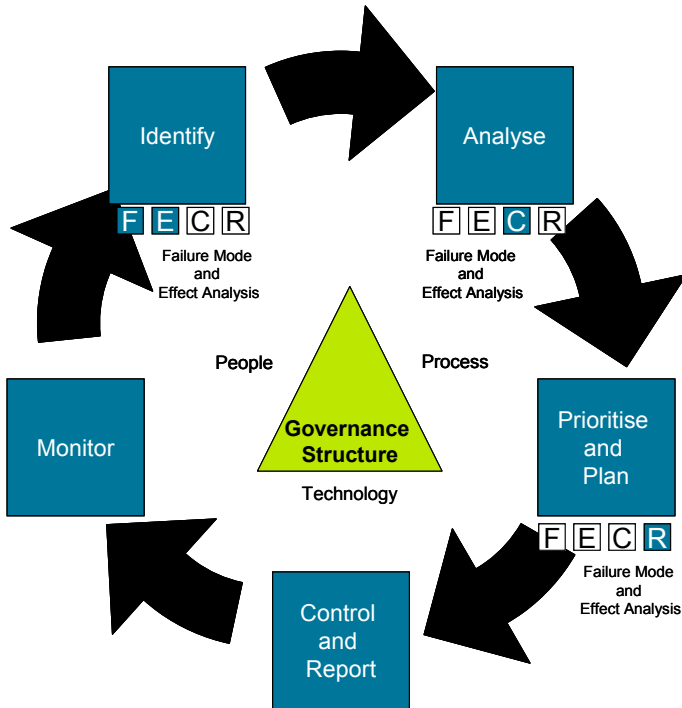 Identify
F E C R
Failure Mode
and
Effect Analysis
Analyse
F E C R
Failure Mode
and
Effect Analysis
People
Process
Governance
Structure
Technology
Monitor
Prioritise
and
Plan
F E C R
Failure Mode
and
Effect Analysis
Control
and
Report